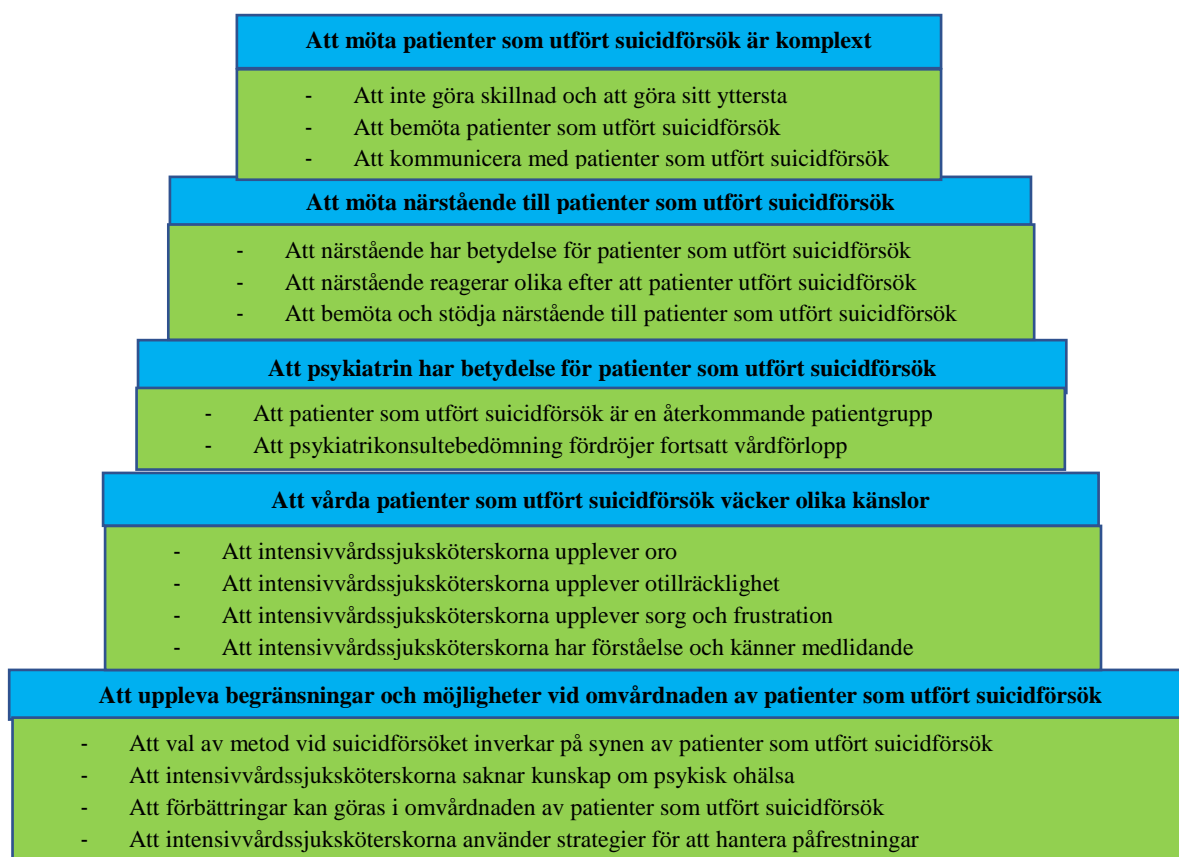 Att möta patienter som utfört suicidförsök är komplext
- Att inte göra skillnad och att göra sitt yttersta
- Att bemöta patienter som utfört suicidförsök
- Att kommunicera med patienter som utfört suicidförsök
Att möta närstående till patienter som utfört suicidförsök
- Att närstående har betydelse för patienter som utfört suicidförsök
- Att närstående reagerar olika efter att patienter utfört suicidförsök
- Att bemöta och stödja närstående till patienter som utfört suicidförsök
Att psykiatrin har betydelse för patienter som utfört suicidförsök
- Att patienter som utfört suicidförsök är en återkommande patientgrupp
- Att psykiatrikonsultebedömning fördröjer fortsatt vårdförlopp
Att vårda patienter som utfört suicidförsök väcker olika känslor
- Att intensivvårdssjuksköterskorna upplever oro
- Att intensivvårdssjuksköterskorna upplever otillräcklighet
- Att intensivvårdssjuksköterskorna upplever sorg och frustration
- Att intensivvårdssjuksköterskorna har förståelse och känner medlidande
Att uppleva begränsningar och möjligheter vid omvårdnaden av patienter som utfört suicidförsök
- Att val av metod vid suicidförsöket inverkar på synen av patienter som utfört suicidförsök
- Att intensivvårdssjuksköterskorna saknar kunskap om psykisk ohälsa
- Att förbättringar kan göras i omvårdnaden av patienter som utfört suicidförsök
- Att intensivvårdssjuksköterskorna använder strategier för att hantera påfrestningar